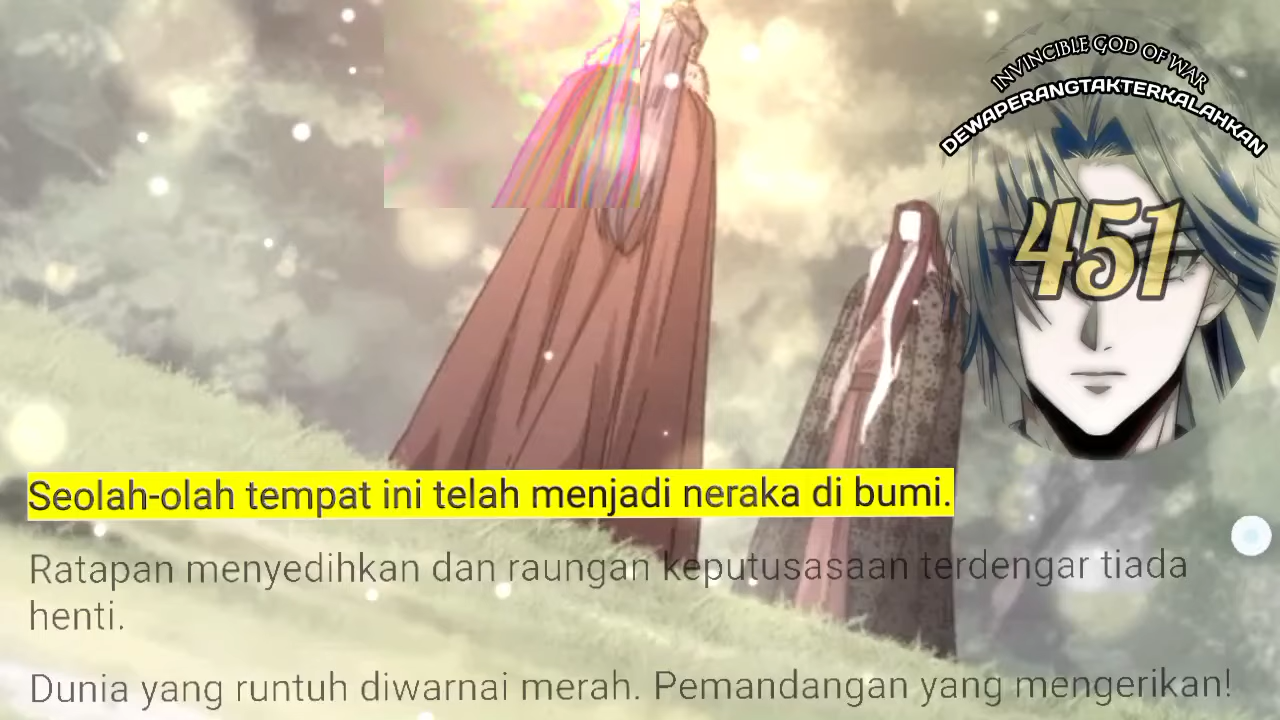 INVINCIBLE GOD OF WAR
DEWAPERANGTAKTERKALAHKAN
451
Seolah-olah tempat ini telah menjadi neraka di bumi.
Ratapan menyedihkan dan raungan keputusasaan terdengar tiada
henti.
Dunia yang runtuh diwarnai merah. Pemandangan yang mengerikan!